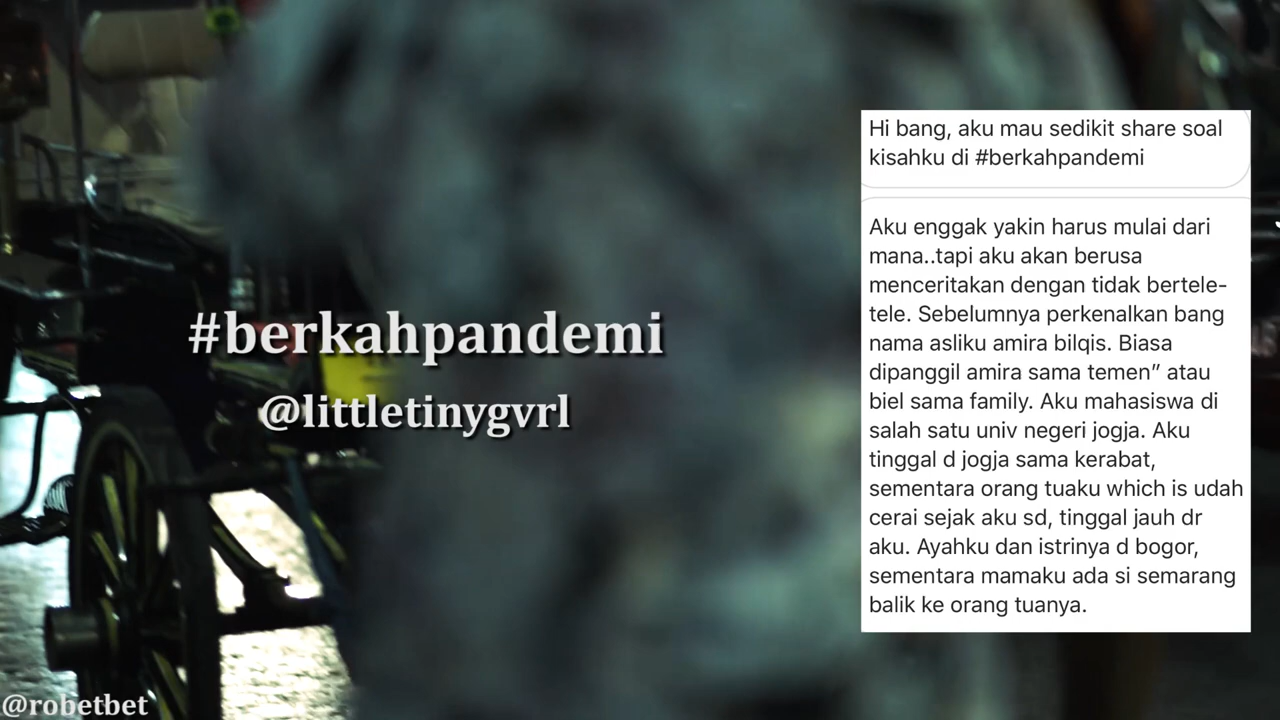 #berkahpandemi
@littletinygvrl
Hi bang, aku mau sedikit share soal
kisahku di #berkahpandemi
Aku enggak yakin harus mulai dari
mana..tapi aku akan berusa
menceritakan dengan tidak bertele-
tele. Sebelumnya perkenalkan bang
nama asliku amira bilqis. Biasa
dipanggil amira sama temen” atau
biel sama family. Aku mahasiswa di
salah satu univ negeri jogja. Aku
tinggal d jogja sama kerabat,
sementara orang tuaku which is udah
cerai sejak aku sd, tinggal jauh dr
aku. Ayahku dan istrinya d bogor,
sementara mamaku ada si semarang
balik ke orang tuanya.
@robetbet